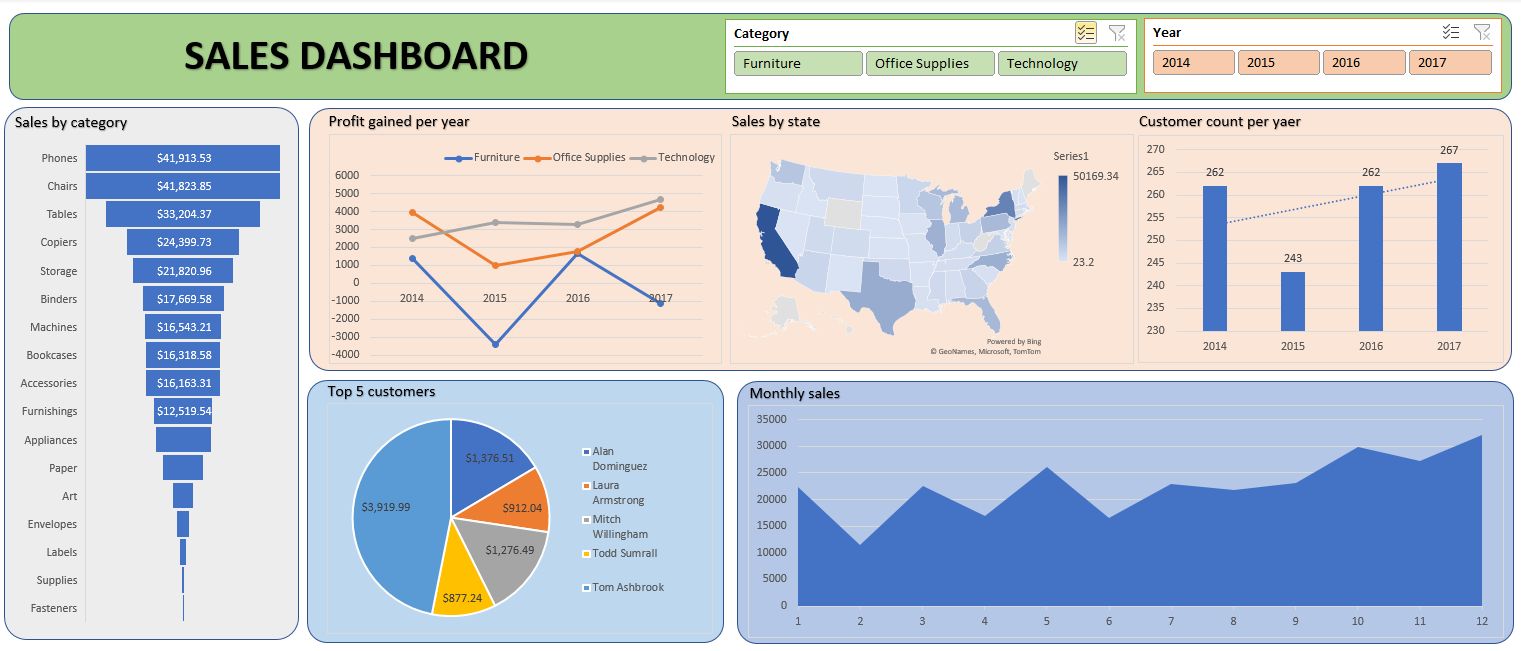 SALES DASHBOARD
Category
Furniture
Office Supplies
Technology
Year
2014
2015
2016
2017
Sales by category
Phones $41,913.53
Chairs $41,823.85
Tables $33,204.37
Copiers $24,399.73
Storage $21,820.96
Binders $17,669.58
Machines $16,543.21
Bookcases $16,318.58
Accessories $16,163.31
Furnishings $12,519.54
Appliances
Paper
Art
Envelopes
Labels
Supplies
Fasteners
Profit gained per year
Furniture Office Supplies Technology
6000
5000
4000
3000
2000
1000
0
-1000
-2000
-3000
-4000
2014 2015 2016 2017
Sales by state
Series1
50169.34
23.2
Powered by Bing
© GeoNames, Microsoft, TomTom
Customer count per yaer
270
265
260
255
250
245
240
235
230
262
243
262
267
2014 2015 2016 2017
Top 5 customers
$1,376.51
$912.04
$1,276.49
$877.24
$3,919.99
Alan
Dominguez
Laura
Armstrong
Mitch
Willingham
Todd Sumrall
Tom Ashbrook
Monthly sales
35000
30000
25000
20000
15000
10000
5000
0
1 2 3 4 5 6 7 8 9 10 11 12